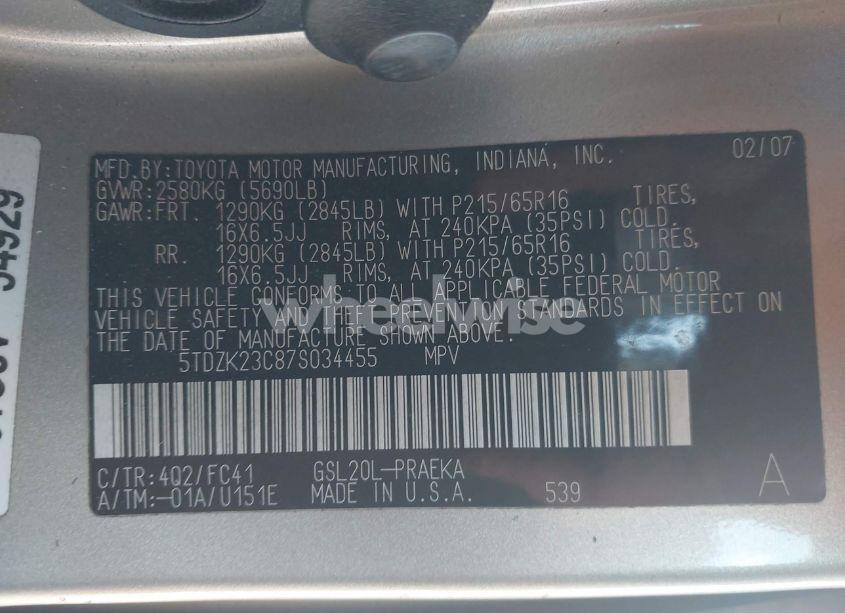 MFD.BY:TOYOTA MOTOR MANUFACTURING, INDIANA, INC. 02/07
GVWR:2580KG (5690LB)
GAWR:FRT. 1290KG (2845LB) WITH P215/65R16 TIRES,
16X6.5JJ RIMS, AT 240KPA (35PSI) COLD.
RR. 1290KG (2845LB) WITH P215/65R16 TIRES,
16X6.5JJ RIMS, AT 240KPA (35PSI) COLD.
THIS VEHICLE CONFORMS TO ALL APPLICABLE FEDERAL MOTOR
VEHICLE SAFETY AND THEFT PREVENTION STANDARDS IN EFFECT ON
THE DATE OF MANUFACTURE SHOWN ABOVE.
wheelwise
5TDZK23C87S034455 MPV
C/TR:4Q2/FC41 GSL20L-PRAEKA
A/TM:-01A/U151E MADE IN U.S.A. 539 A
54929